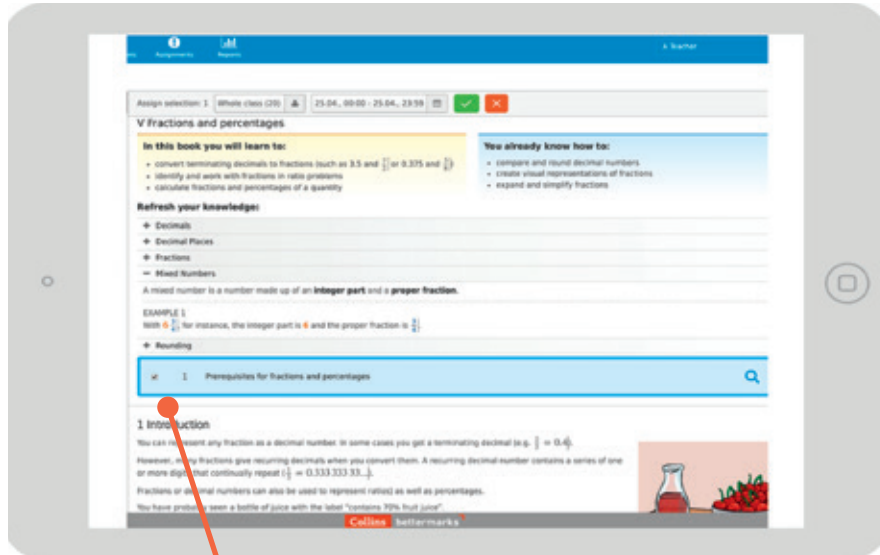 Assignments Reports A Teacher
Assign selection: 1 Whole class (20) 25.04., 00:00 - 25.04., 23:59
V Fractions and percentages
In this book you will learn to: You already know how to:
• convert terminating decimals to fractions (such as 3.5 and or 0.375 and )
• compare and round decimal numbers
• identify and work with fractions in ratio problems
• create visual representations of fractions
• calculate fractions and percentages of a quantity
• expand and simplify fractions
Refresh your knowledge:
+ Decimals
+ Decimal Places
+ Fractions
− Mixed Numbers
A mixed number is a number made up of an integer part and a proper fraction.
EXAMPLE 1
With 6 for instance, the integer part is 6 and the proper fraction is
+ Rounding
1 Prerequisites for fractions and percentages
1 Introduction
You can represent any fraction as a decimal number. In some cases you get a terminating decimal (e.g. = 0.4).
However, many fractions give recurring decimals when you convert them. A recurring decimal number contains a series of one
or more digits that continually repeat ( = 0.333 333 33...).
Fractions or decimal numbers can also be used to represent ratios) as well as percentages.
You have probably seen a bottle of juice with the label "contains 70% fruit juice".
Collins bettermarks